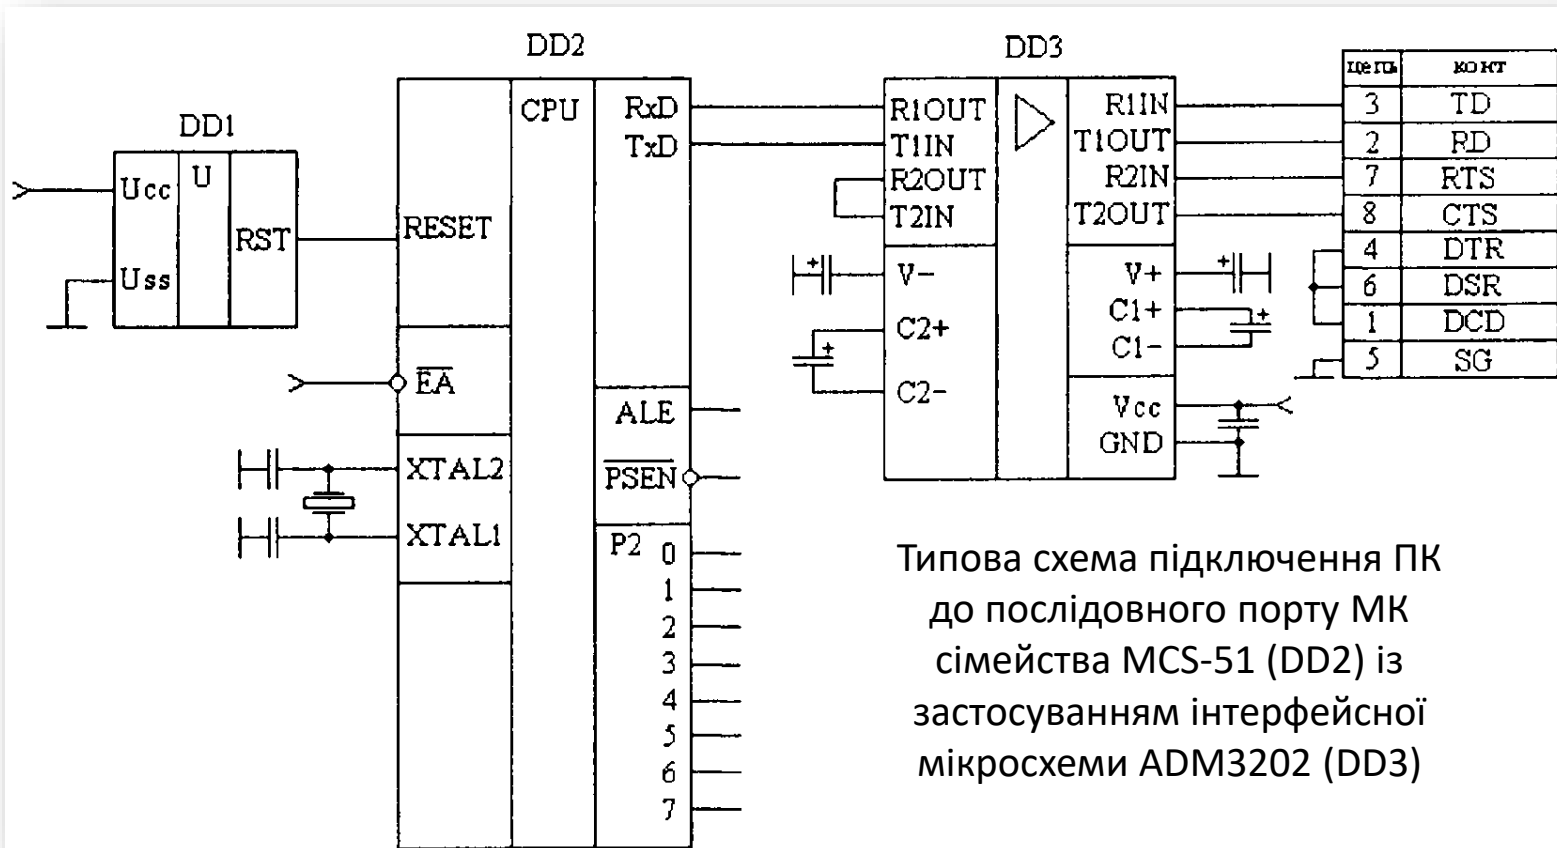 DD1
Ucc
U
RST
Uss
DD2
CPU
RxD
TxD
RESET
EA
ALE
XTAL2
PSEN
XTAL1
P2
0
1
2
3
4
5
6
7
DD3
R1OUT
T1IN
R2OUT
T2IN
V-
C2+
C2-
R1IN
T1OUT
R2IN
T2OUT
V+
C1+
C1-
Vcc
GND
цепь конт
3 TD
2 RD
7 RTS
8 CTS
4 DTR
6 DSR
1 DCD
5 SG
Типова схема підключення ПК
до послідовного порту МК
сімейства MCS-51 (DD2) із
застосуванням інтерфейсної
мікросхеми ADM3202 (DD3)